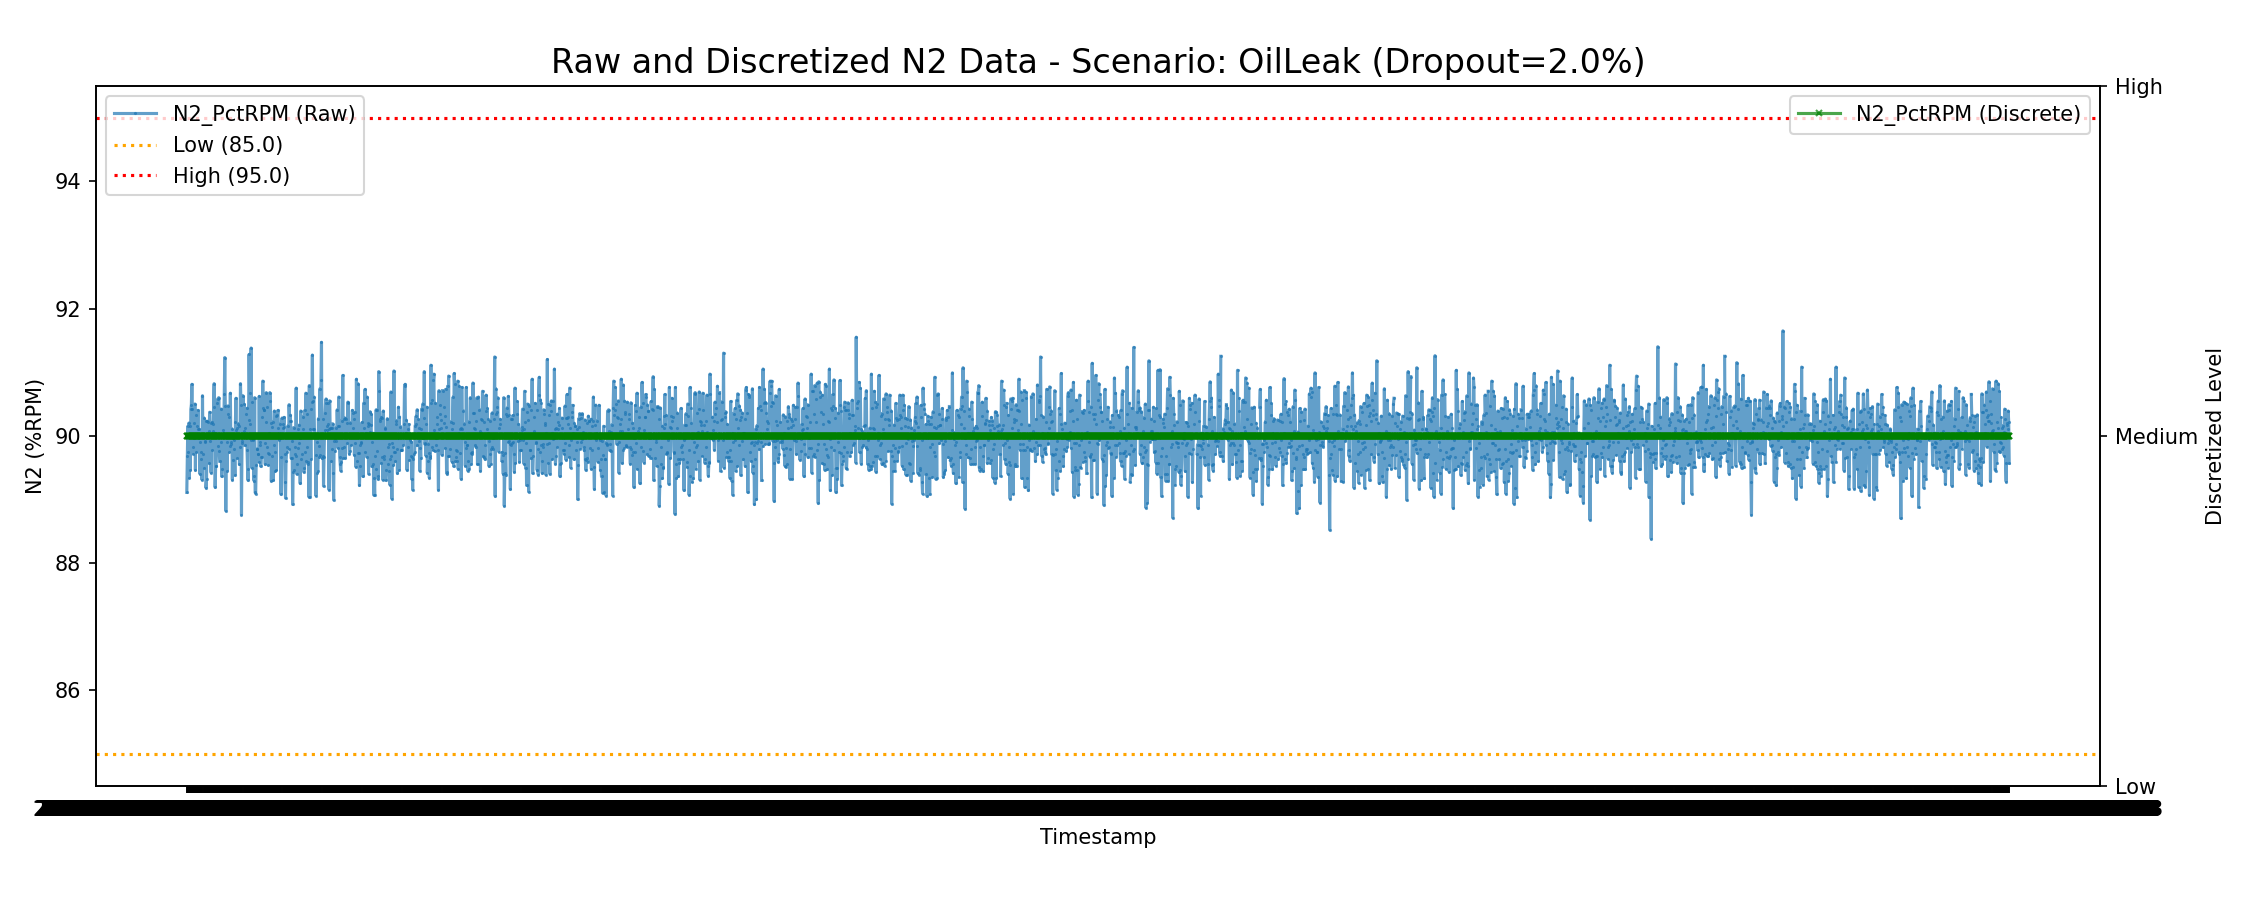 Raw and Discretized N2 Data - Scenario: OilLeak (Dropout=2.0%)
N2_PctRPM (Raw)
Low (85.0)
High (95.0)
N2_PctRPM (Discrete)
High
Medium
Low
Discretized Level
94
92
90
88
86
N2 (%RPM)
Timestamp